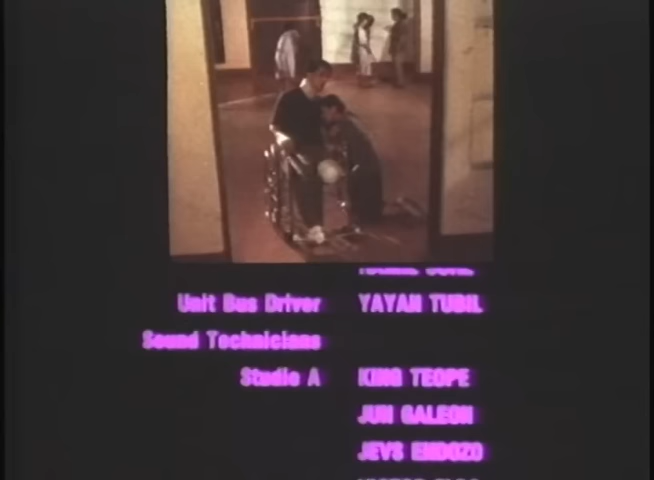 Unit Bus Driver YAYAN TUBIL
Sound Technicians
Studio A KING TEOPE
JUN GALEON
JEVS ENDOZO